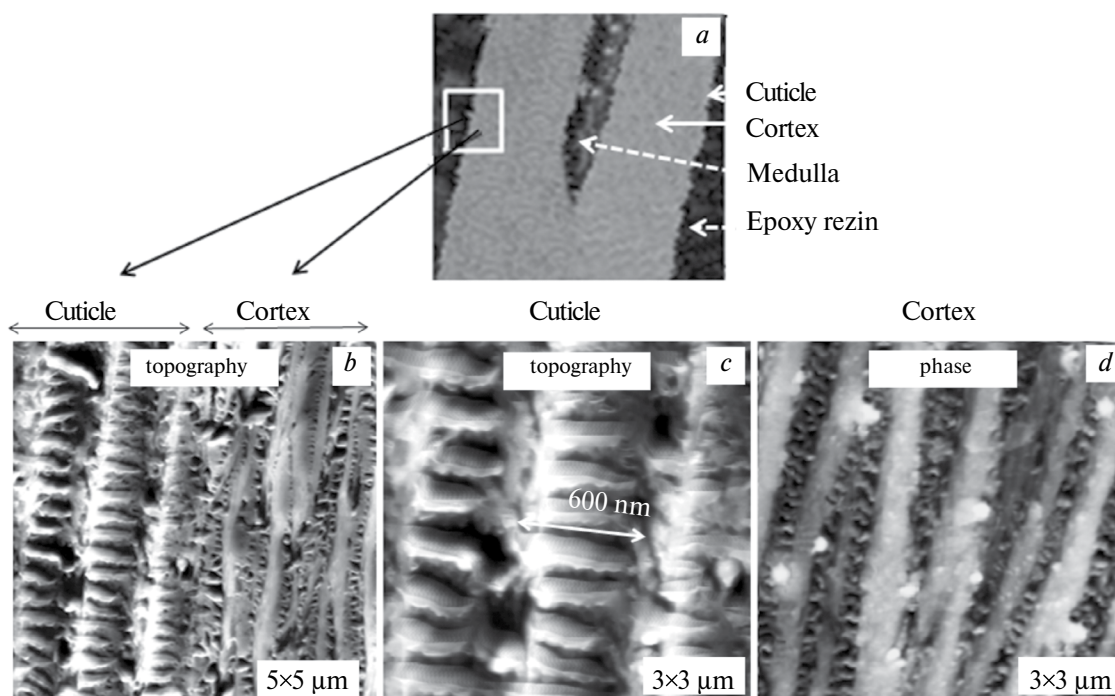 a
Cuticle
Cortex
Medulla
Epoxy rezin
Cuticle
Cortex
Cuticle
Cortex
topography
b
topography
c
phase
d
600 nm
5×5 µm
3×3 µm
3×3 µm